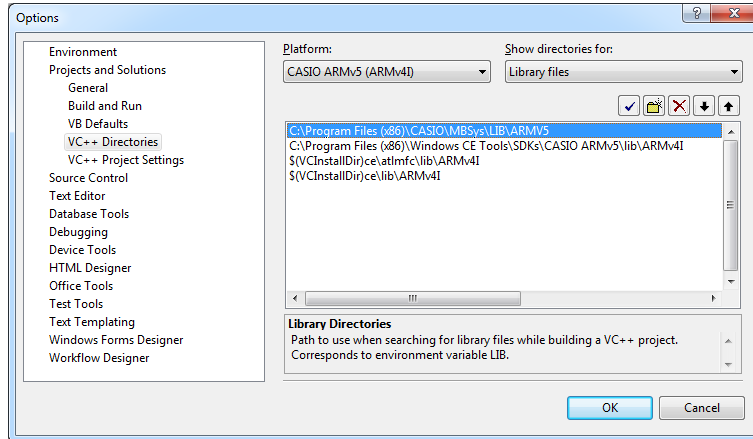 Options
Environment
Projects and Solutions
General
Build and Run
VB Defaults
VC++ Directories
VC++ Project Settings
Source Control
Text Editor
Database Tools
Debugging
Device Tools
HTML Designer
Office Tools
Test Tools
Text Templating
Windows Forms Designer
Workflow Designer
Platform:
CASIO ARMv5 (ARMv4I)
Show directories for:
Library files
C:\Program Files (x86)\CASIO\MBSys\LIB\ARMV5
C:\Program Files (x86)\Windows CE Tools\SDKs\CASIO ARMv5\lib\ARMv4I
$(VCInstallDir)ce\atlmfc\lib\ARMv4I
$(VCInstallDir)ce\lib\ARMv4I
Library Directories
Path to use when searching for library files while building a VC++ project.
Corresponds to environment variable LIB.
OK
Cancel